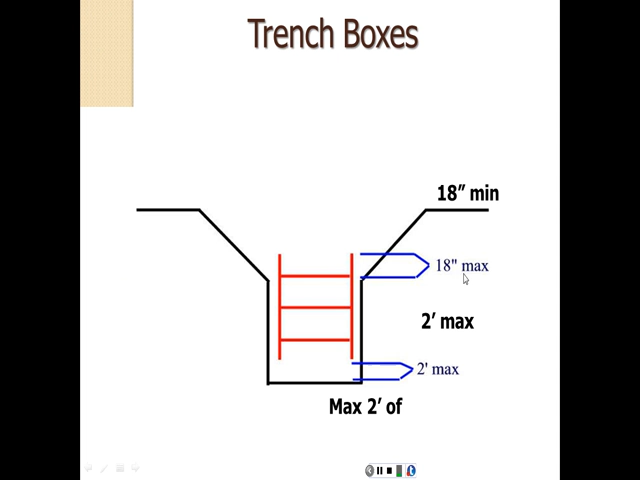 Trench Boxes
18” min
18" max
2’ max
2' max
Max 2’ of